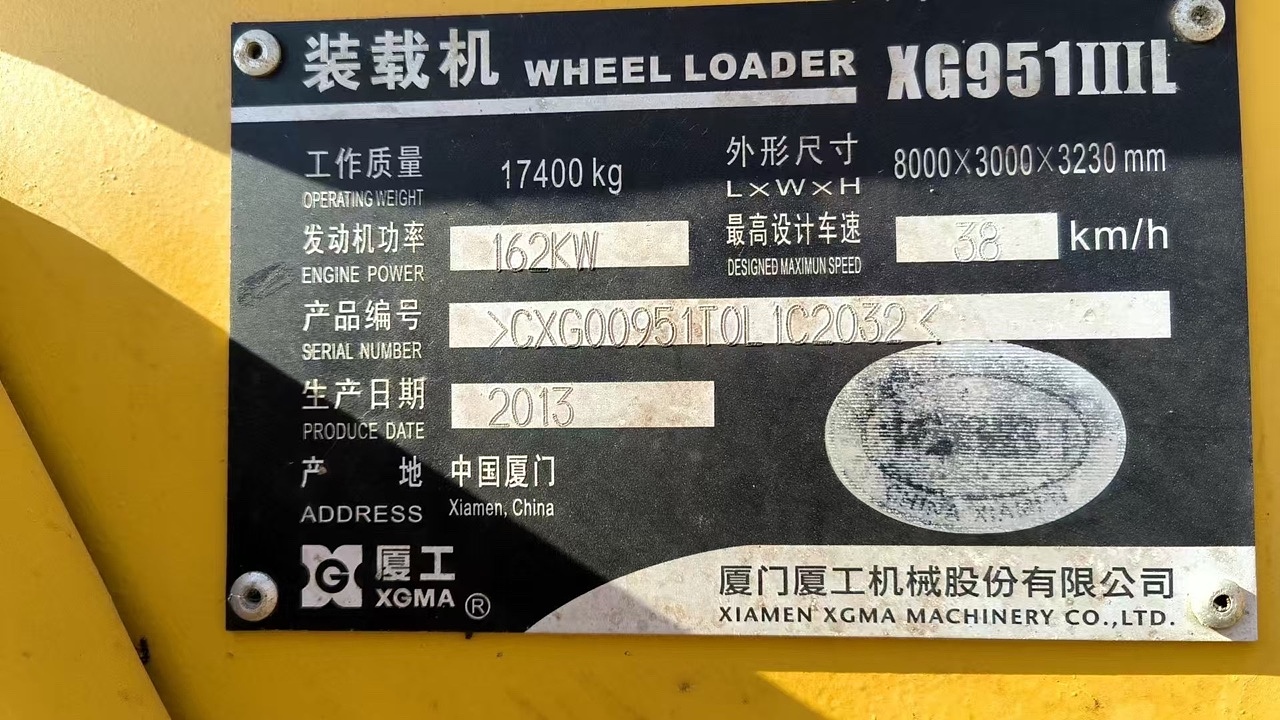 装载机 WHEEL LOADER XG951IIIL
工作质量 17400 kg 外形尺寸 8000×3000×3230 mm
OPERATING WEIGHT L×W×H
发动机功率 162KW 最高设计车速 38 km/h
ENGINE POWER DESIGNED MAXIMUN SPEED
产品编号 >CXG00951T0L1C2032<
SERIAL NUMBER
生产日期 2013
PRODUCE DATE
产地 中国厦门
ADDRESS Xiamen, China
CHINA XIAMEN
G 厦工
XGMA ®
厦门厦工机械股份有限公司
XIAMEN XGMA MACHINERY CO.,LTD.